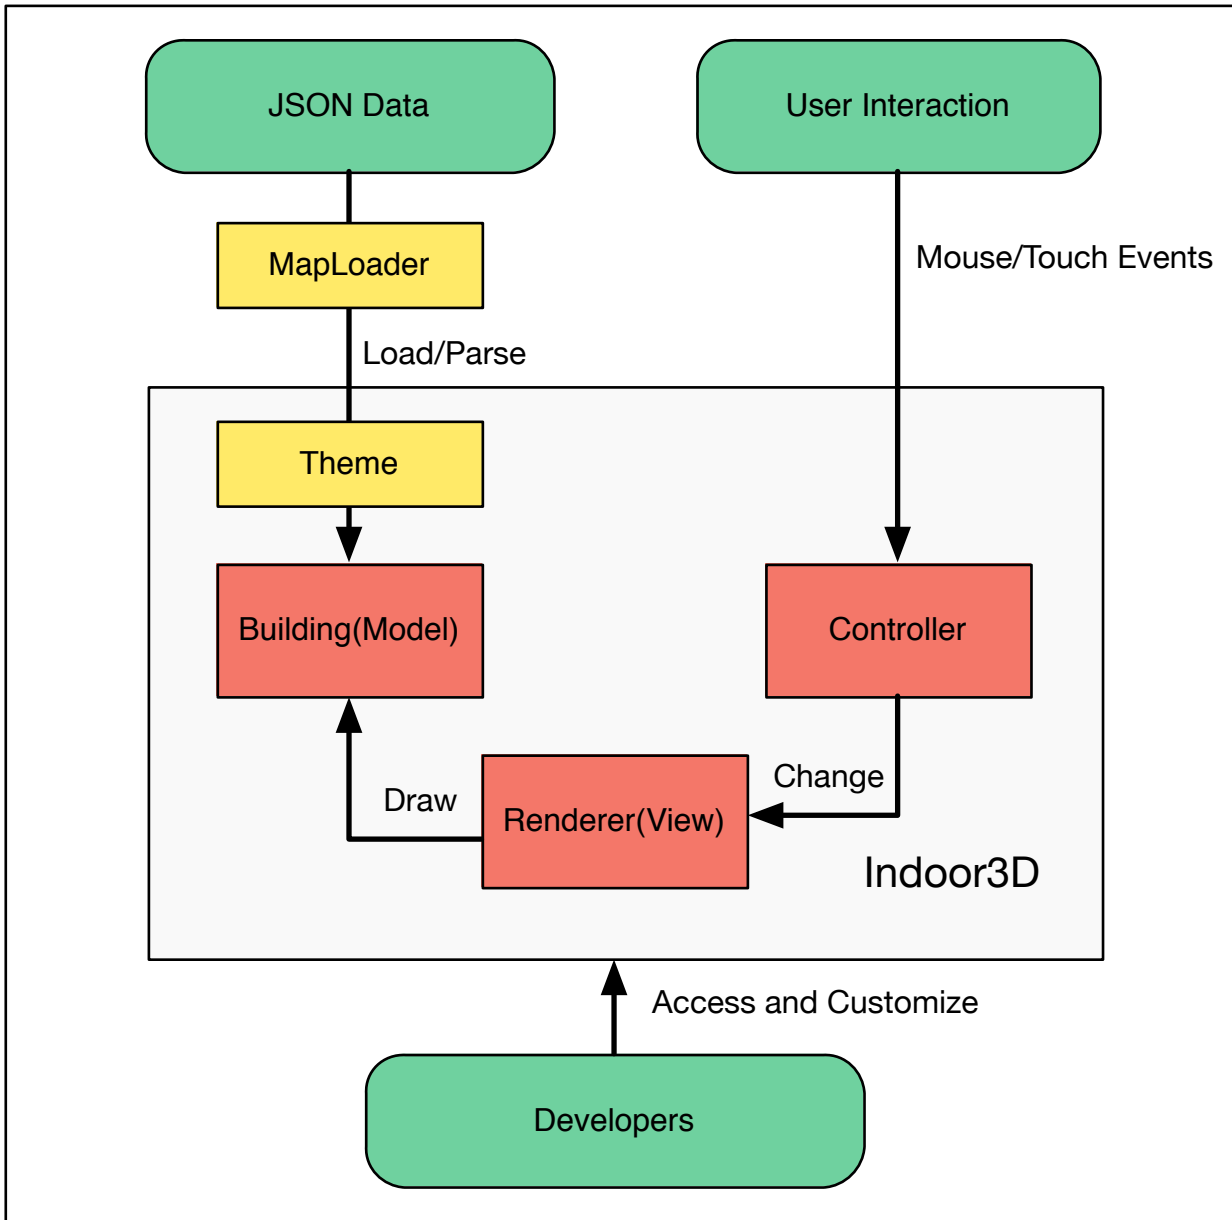 JSON Data
User Interaction
MapLoader
Mouse/Touch Events
Load/Parse
Theme
Building(Model)
Controller
Change
Draw
Renderer(View)
Indoor3D
Access and Customize
Developers